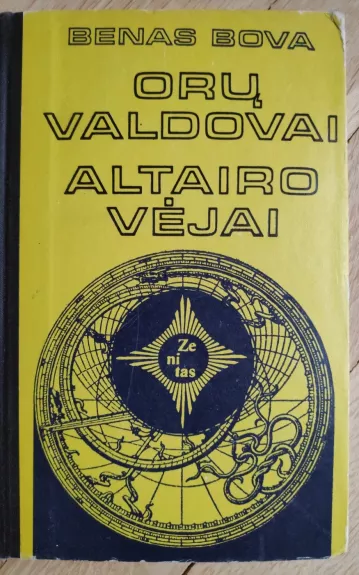 BENAS BOVA
ORŲ
VALDOVAI
ALTAIRO
VĖJAI
Ze
ni
tas